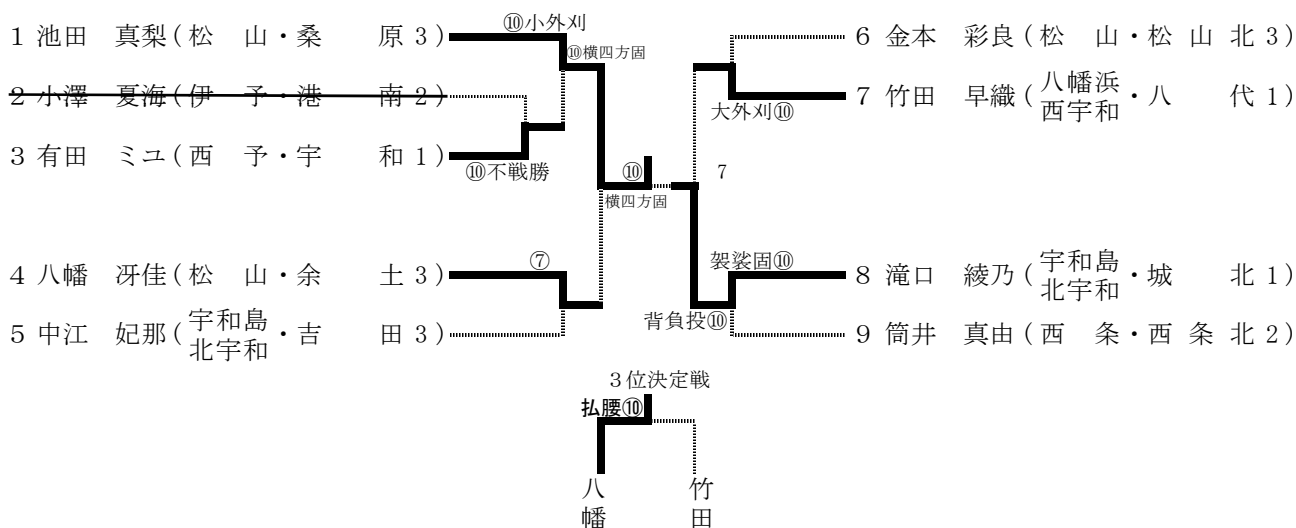 ⑩小外刈
1 池田　真梨(松　山・桑　　原 3)
⑩横四方固
2 小澤　夏海(伊　予・港　　南 2)
3 有田　ミユ(西　予・宇　　和 1)
⑩不戦勝
⑩
横四方固
4 八幡　冴佳(松　山・余　　土 3)
⑦
5 中江　妃那(宇和島
北宇和・吉　　田 3)
6 金本　彩良(松　山・松 山 北 3)
7 竹田　早織(八幡浜
西宇和・八　　代 1)
大外刈⑩
7
袈裟固⑩
8 滝口　綾乃(宇和島
北宇和・城　　北 1)
背負投⑩
9 筒井　真由(西　条・西 条 北 2)
３位決定戦
払腰⑩
八幡
竹田